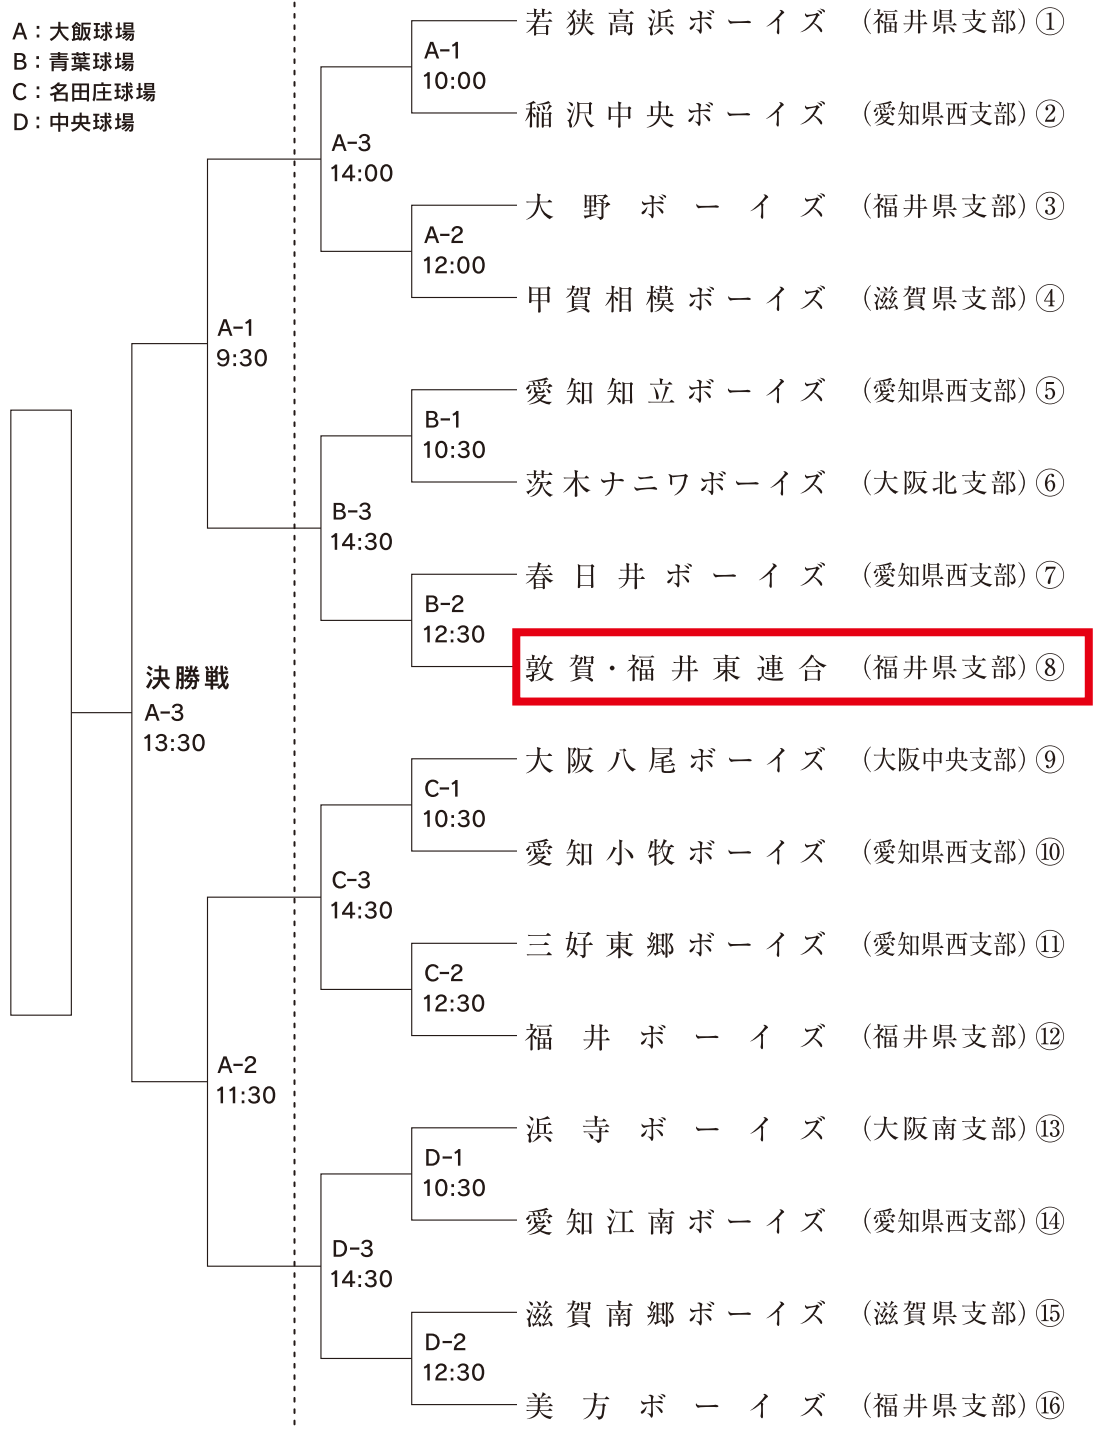 A：大飯球場
B：青葉球場
C：名田庄球場
D：中央球場
若狭高浜ボーイズ （福井県支部）①
A-1
10:00
稲沢中央ボーイズ （愛知県西支部）②
A-3
14:00
大野ボーイズ （福井県支部）③
A-2
12:00
甲賀相模ボーイズ （滋賀県支部）④
A-1
9:30
愛知知立ボーイズ （愛知県西支部）⑤
B-1
10:30
茨木ナニワボーイズ （大阪北支部）⑥
B-3
14:30
春日井ボーイズ （愛知県西支部）⑦
B-2
12:30
敦賀・福井東連合 （福井県支部）⑧
決勝戦
A-3
13:30
大阪八尾ボーイズ （大阪中央支部）⑨
C-1
10:30
愛知小牧ボーイズ （愛知県西支部）⑩
C-3
14:30
三好東郷ボーイズ （愛知県西支部）⑪
C-2
12:30
福井ボーイズ （福井県支部）⑫
A-2
11:30
浜寺ボーイズ （大阪南支部）⑬
D-1
10:30
愛知江南ボーイズ （愛知県西支部）⑭
D-3
14:30
滋賀南郷ボーイズ （滋賀県支部）⑮
D-2
12:30
美方ボーイズ （福井県支部）⑯